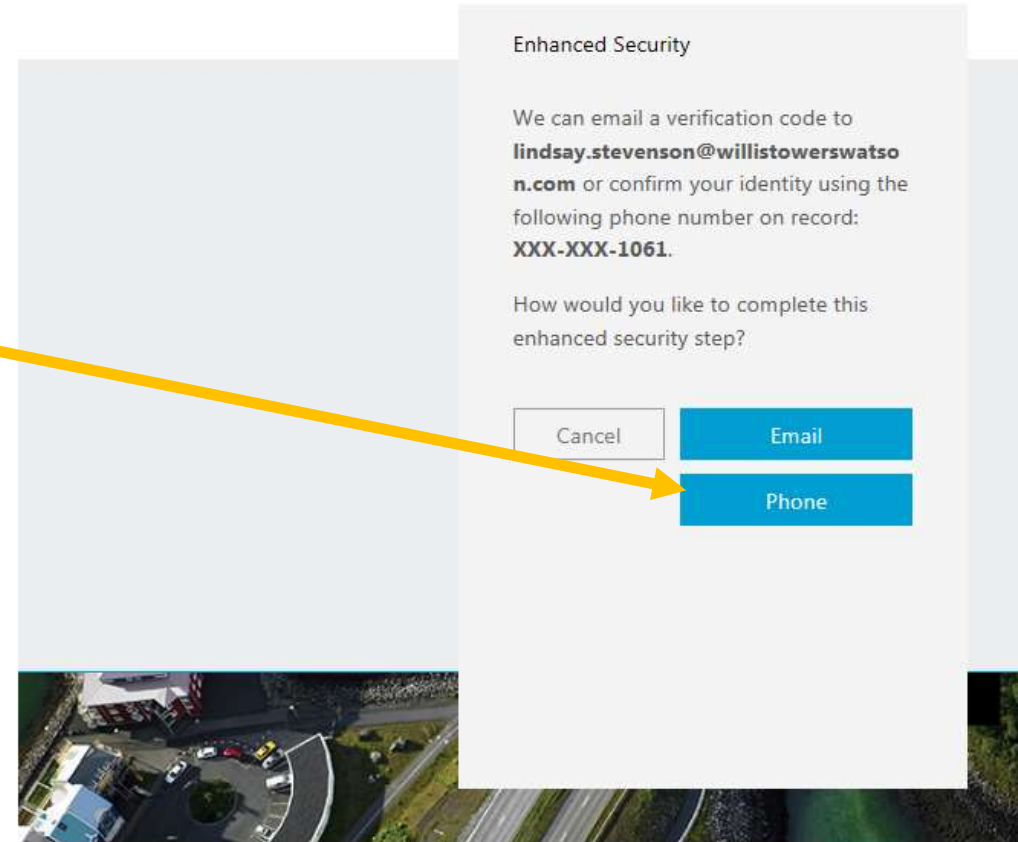 Enhanced Security
We can email a verification code to
lindsay.stevenson@willistowerswatso
n.com or confirm your identity using the
following phone number on record:
XXX-XXX-1061.
How would you like to complete this
enhanced security step?
Cancel
Email
Phone